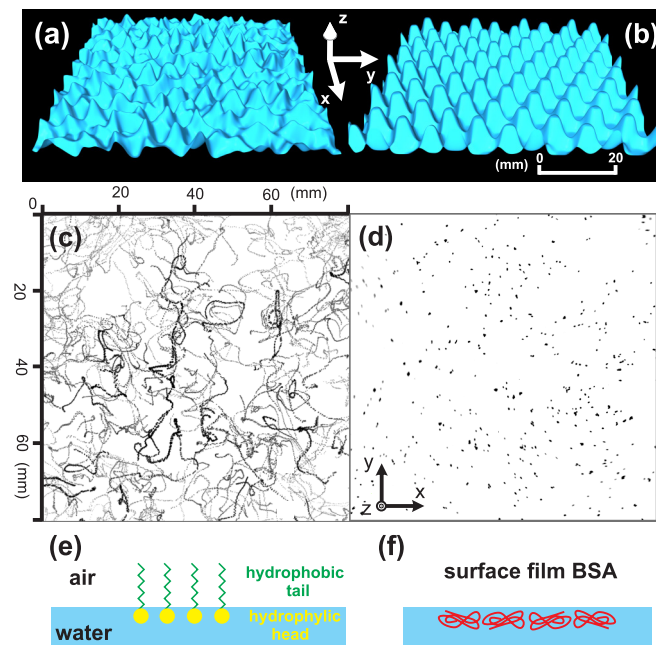 (a)
z
y
x
(b)
(mm)
0 20
20 40 (mm) 60
0
20
40
60
(mm)
(c)
(d)
y
x
z
(e)
air
hydrophobic
tail
hydrophylic
head
water
(f)
surface film BSA